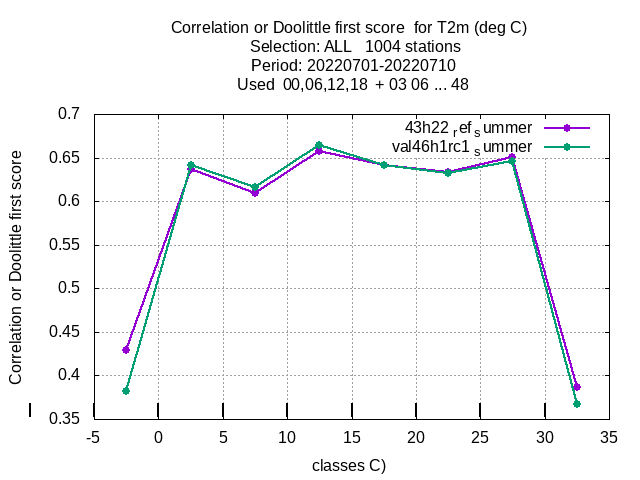 Correlation or Doolittle first score  for T2m (deg C)
Selection: ALL   1004 stations
Period: 20220701-20220710
Used  00,06,12,18  + 03 06 ... 48
0.7
43h22 ref s ummer
val46h1rc1 s ummer
0.65
0.6
0.55
0.5
0.45
0.4
0.35
Correlation or Doolittle first score
-5 0 5 10 15 20 25 30 35
classes C)